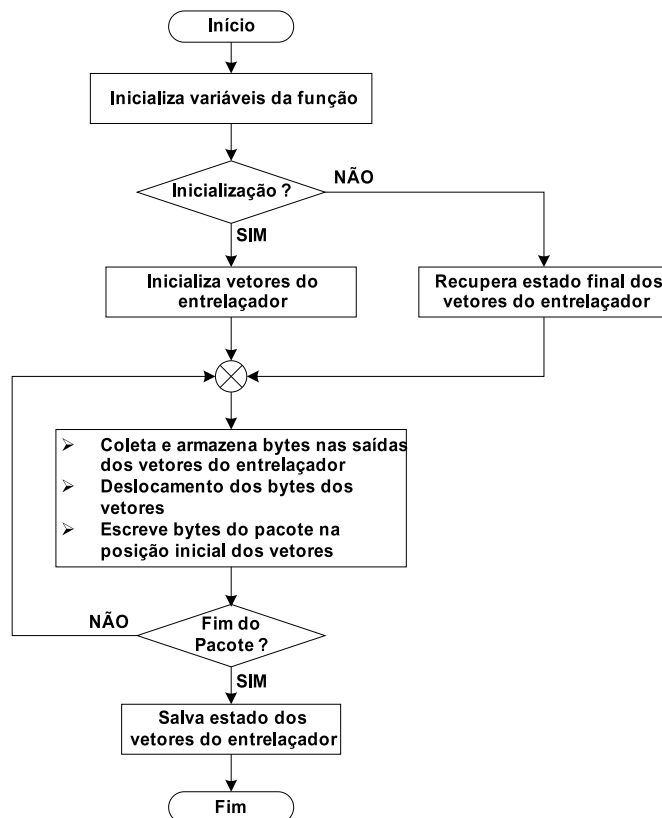 Início
Inicializa variáveis da função
Inicialização ?
NÃO
SIM
Inicializa vetores do
entrelaçador
Recupera estado final dos
vetores do entrelaçador
➢ Coleta e armazena bytes nas saídas
dos vetores do entrelaçador
➢ Deslocamento dos bytes dos
vetores
➢ Escreve bytes do pacote na
posição inicial dos vetores
NÃO
Fim do
Pacote ?
SIM
Salva estado dos
vetores do entrelaçador
Fim